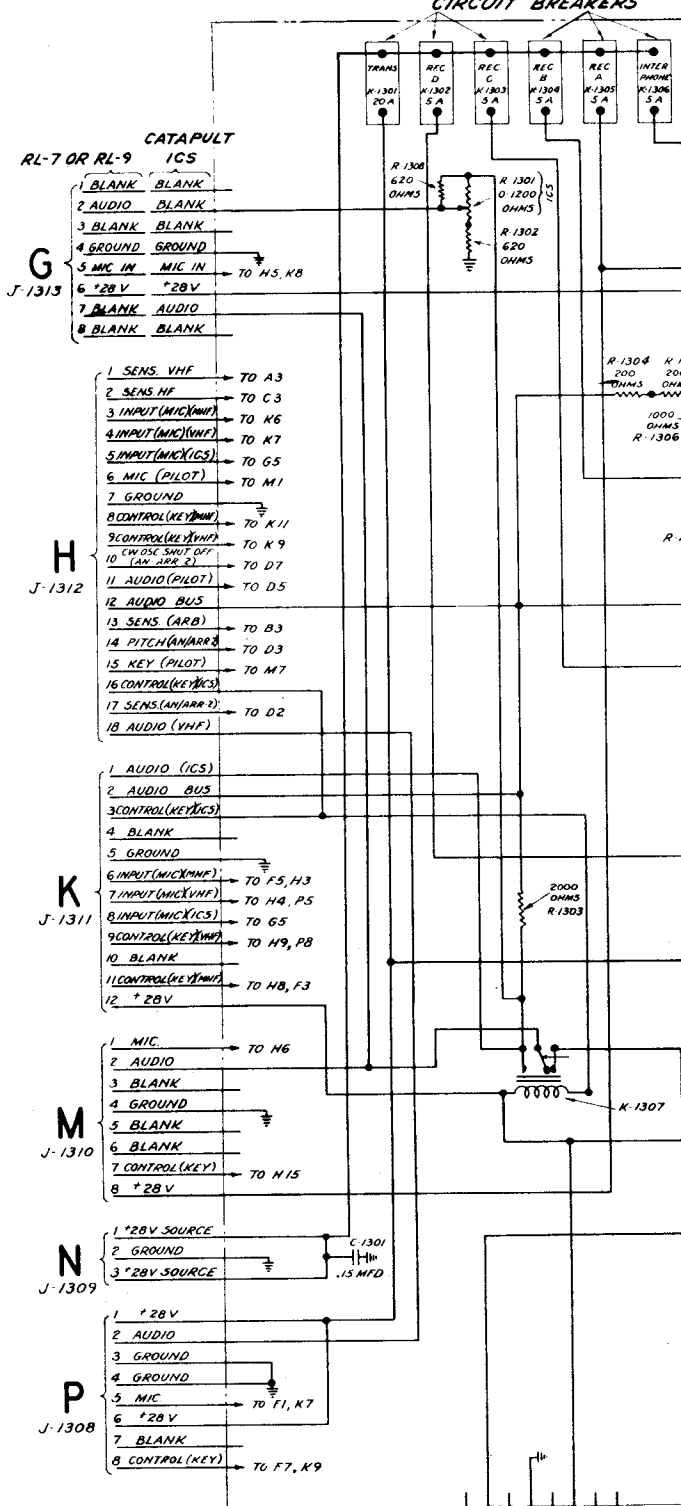 CIRCUIT BREAKERS
TRANS K-1301 20 A
REC D K-1302 5 A
REC C K-1303 5 A
REC B K-1304 5 A
REC A K-1305 5 A
INTER PHONE K-1306 5 A
RL-7 OR RL-9
CATAPULT ICS
G
J-1313
1 BLANK BLANK
2 AUDIO BLANK
3 BLANK BLANK
4 GROUND GROUND
5 MIC IN MIC IN TO H5, K8
6 +28 V +28V
7 BLANK AUDIO
8 BLANK BLANK
R-1308
620
OHMS
R-1301
0-1200
OHMS
ICS
R-1302
620
OHMS
R-1304
200
OHMS
1000
OHMS
R-1306
H
J-1312
1 SENS. VHF TO A3
2 SENS. HF TO C3
3 INPUT(MIC)(MHF) TO K6
4 INPUT(MIC)(VHF) TO K7
5 INPUT(MIC)(ICS) TO G5
6 MIC (PILOT) TO M1
7 GROUND
8 CONTROL(KEY)(MHF) TO K11
9 CONTROL(KEY)(VHF) TO K9
10 CW OSC SHUT OFF (AN ARR 2) TO D7
11 AUDIO (PILOT) TO D5
12 AUDIO BUS
13 SENS. (ARB) TO B3
14 PITCH(AN/ARR 2) TO D3
15 KEY (PILOT) TO M7
16 CONTROL(KEY)(ICS)
17 SENS.(AN/ARR-2) TO D2
18 AUDIO (VHF)
K
J-1311
1 AUDIO (ICS)
2 AUDIO BUS
3 CONTROL(KEY)(ICS)
4 BLANK
5 GROUND
6 INPUT(MIC)(MHF) TO F5, H3
7 INPUT(MIC)(VHF) TO H4, P5
8 INPUT(MIC)(ICS) TO G5
9 CONTROL(KEY)(VHF) TO H9, P8
10 BLANK
11 CONTROL(KEY)(MHF) TO H8, F3
12 +28V
2000
OHMS
R-1303
M
J-1310
1 MIC. TO H6
2 AUDIO
3 BLANK
4 GROUND
5 BLANK
6 BLANK
7 CONTROL(KEY) TO H15
8 +28V
K-1307
N
J-1309
1 +28V SOURCE
2 GROUND
3 +28V SOURCE
C-1301
.15 MFD
P
J-1308
1 +28V
2 AUDIO
3 GROUND
4 GROUND
5 MIC. TO F1, K7
6 +28V
7 BLANK
8 CONTROL(KEY) TO F7, K9